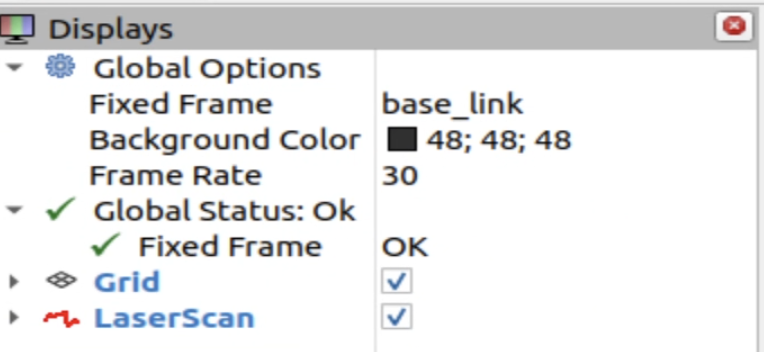 Displays
Global Options
Fixed Frame base_link
Background Color 48; 48; 48
Frame Rate 30
Global Status: Ok
Fixed Frame OK
Grid
LaserScan